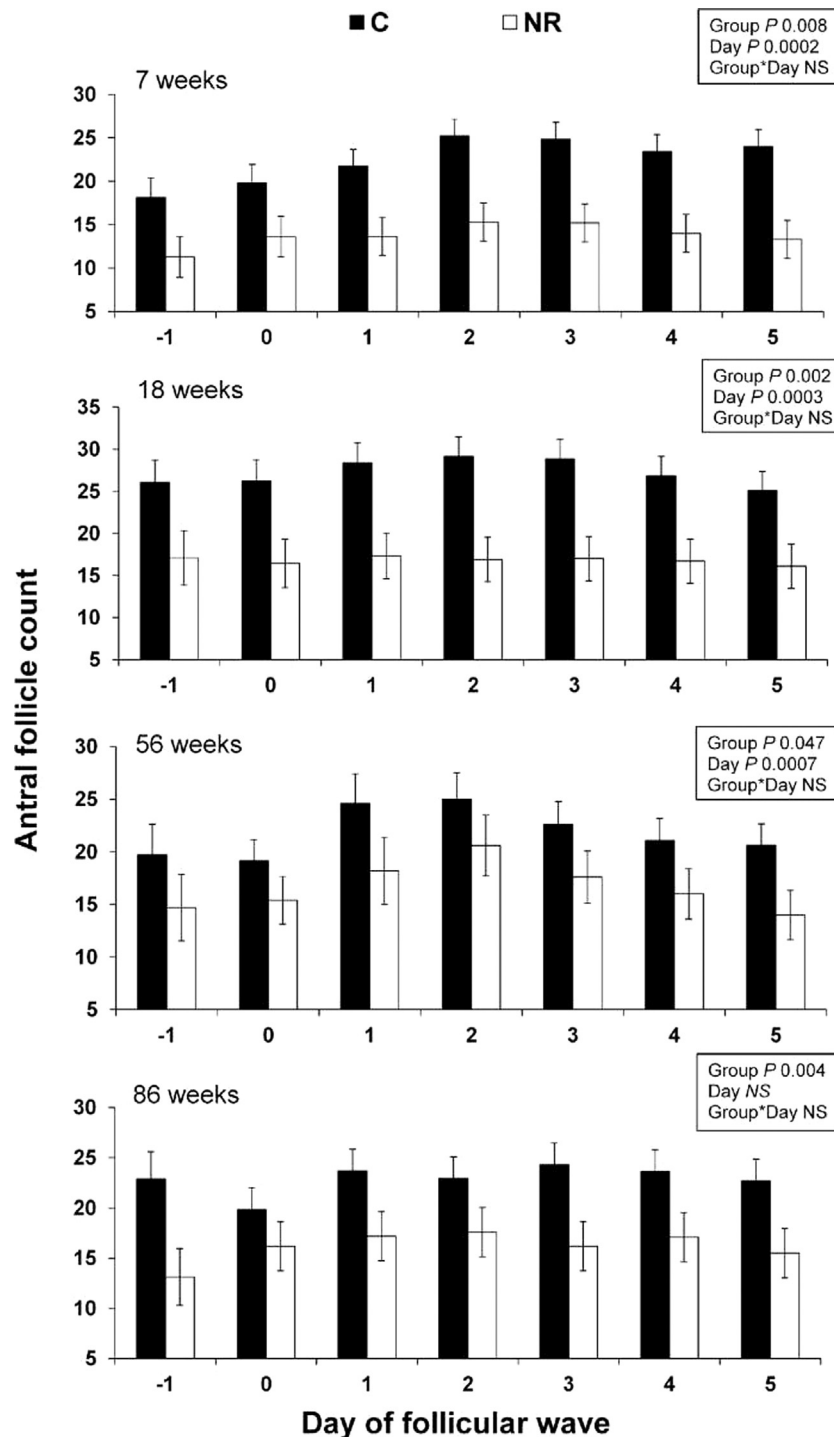 C NR
Group P 0.008
Day P 0.0002
Group*Day NS
7 weeks
30
25
20
15
10
5
-1 0 1 2 3 4 5
Group P 0.002
Day P 0.0003
Group*Day NS
18 weeks
35
30
25
20
15
10
5
-1 0 1 2 3 4 5
Antral follicle count
Group P 0.047
Day P 0.0007
Group*Day NS
56 weeks
30
25
20
15
10
5
-1 0 1 2 3 4 5
Group P 0.004
Day NS
Group*Day NS
86 weeks
30
25
20
15
10
5
-1 0 1 2 3 4 5
Day of follicular wave